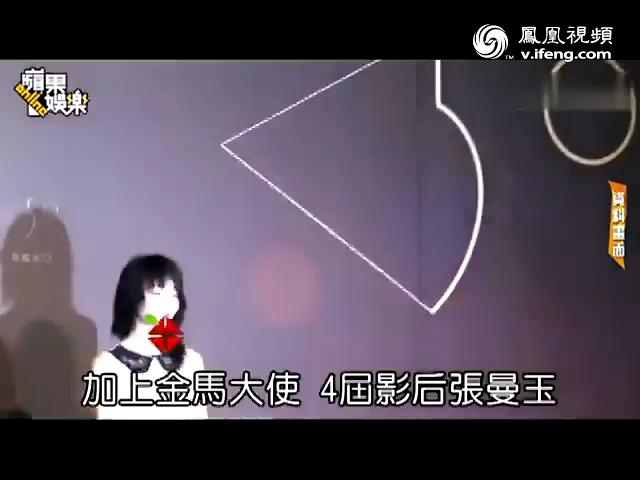 鳳凰視頻
v.ifeng.com
蘋果
online
娛樂
資料畫面
加上金馬大使 4屆影后張曼玉